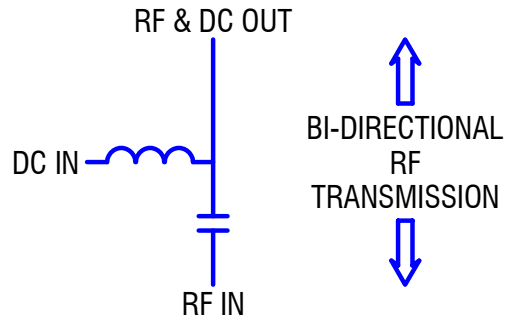 RF & DC OUT
DC IN
RF IN
BI-DIRECTIONAL
RF
TRANSMISSION